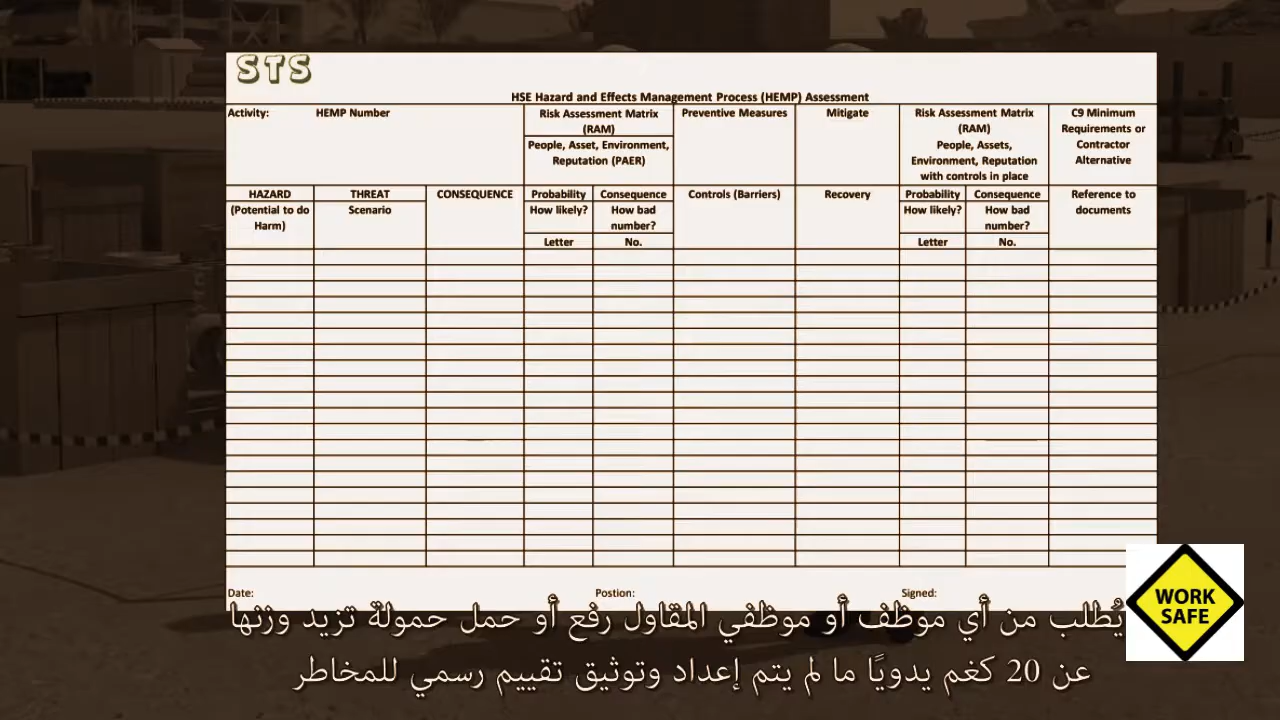 STS
HSE Hazard and Effects Management Process (HEMP) Assessment
Activity: HEMP Number
Risk Assessment Matrix
(RAM)
People, Asset, Environment,
Reputation (PAER)
Preventive Measures
Mitigate
Risk Assessment Matrix
(RAM)
People, Assets,
Environment, Reputation
with controls in place
C9 Minimum
Requirements or
Contractor
Alternative
HAZARD
(Potential to do
Harm)
THREAT
Scenario
CONSEQUENCE
Probability
How likely?
Letter
Consequence
How bad
number?
No.
Controls (Barriers)
Recovery
Probability
How likely?
Letter
Consequence
How bad
number?
No.
Reference to
documents
Date: Postion: Signed:
يُطلب من أي موظف أو موظفي المقاول رفع أو حمل حمولة تزيد وزنها
عن 20 كغم يدويًا ما لم يتم إعداد وتوثيق تقييم رسمي للمخاطر
WORK
SAFE